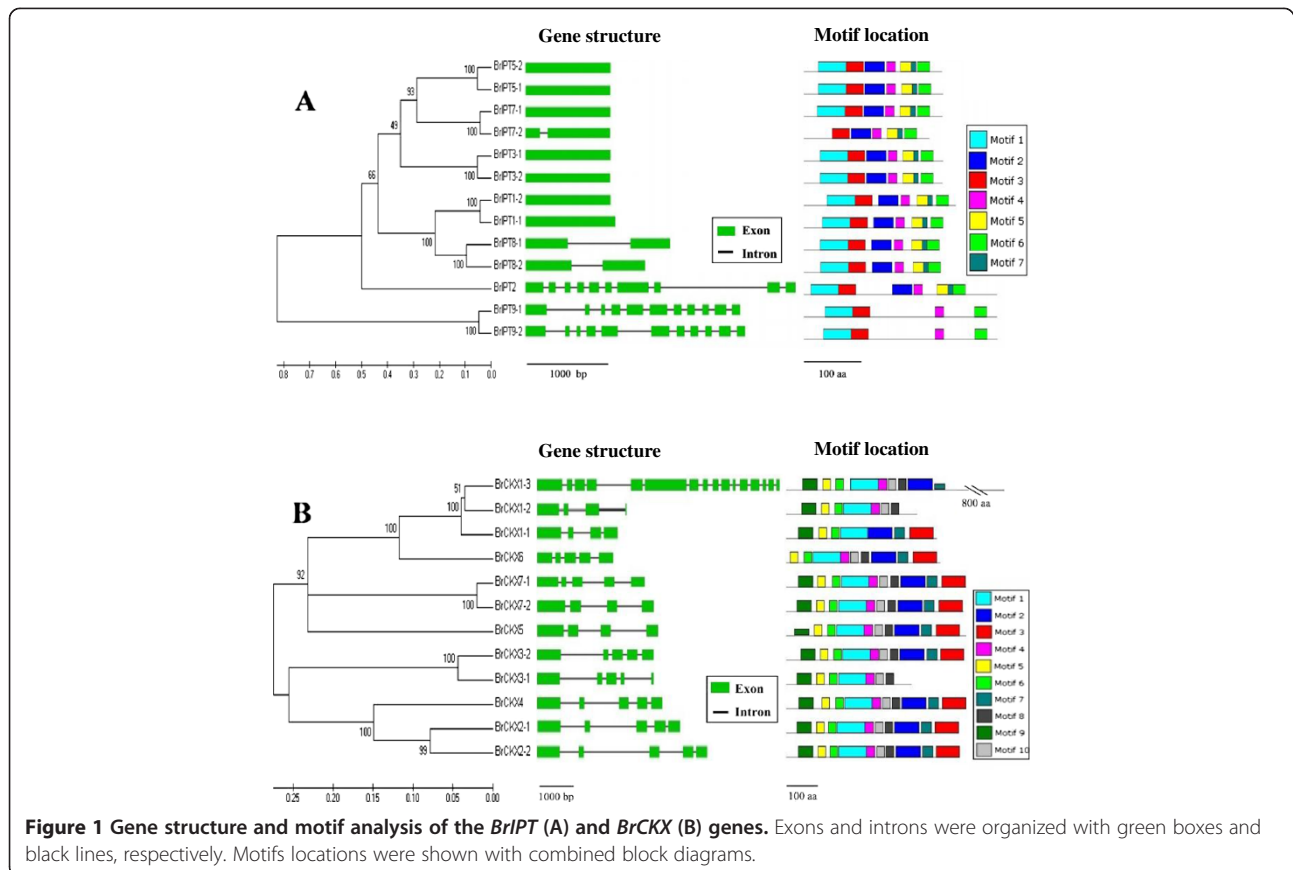 Gene structure
Motif location
A
BrIPT5-2
BrIPT5-1
BrIPT7-1
BrIPT7-2
BrIPT3-1
BrIPT3-2
BrIPT1-2
BrIPT1-1
BrIPT8-1
BrIPT8-2
BrIPT2
BrIPT9-1
BrIPT9-2
100
93
100
49
100
66
100
100
100
100
Exon
Intron
Motif 1
Motif 2
Motif 3
Motif 4
Motif 5
Motif 6
Motif 7
0.8 0.7 0.6 0.5 0.4 0.3 0.2 0.1 0.0
1000 bp
100 aa
Gene structure
Motif location
B
BrCKX1-3
BrCKX1-2
BrCKX1-1
BrCKX6
BrCKX7-1
BrCKX7-2
BrCKX5
BrCKX3-2
BrCKX3-1
BrCKX4
BrCKX2-1
BrCKX2-2
51
100
100
92
100
100
100
99
800 aa
Exon
Intron
Motif 1
Motif 2
Motif 3
Motif 4
Motif 5
Motif 6
Motif 7
Motif 8
Motif 9
Motif 10
0.25 0.20 0.15 0.10 0.05 0.00
1000 bp
100 aa
Figure 1 Gene structure and motif analysis of the BrIPT (A) and BrCKX (B) genes. Exons and introns were organized with green boxes and
black lines, respectively. Motifs locations were shown with combined block diagrams.